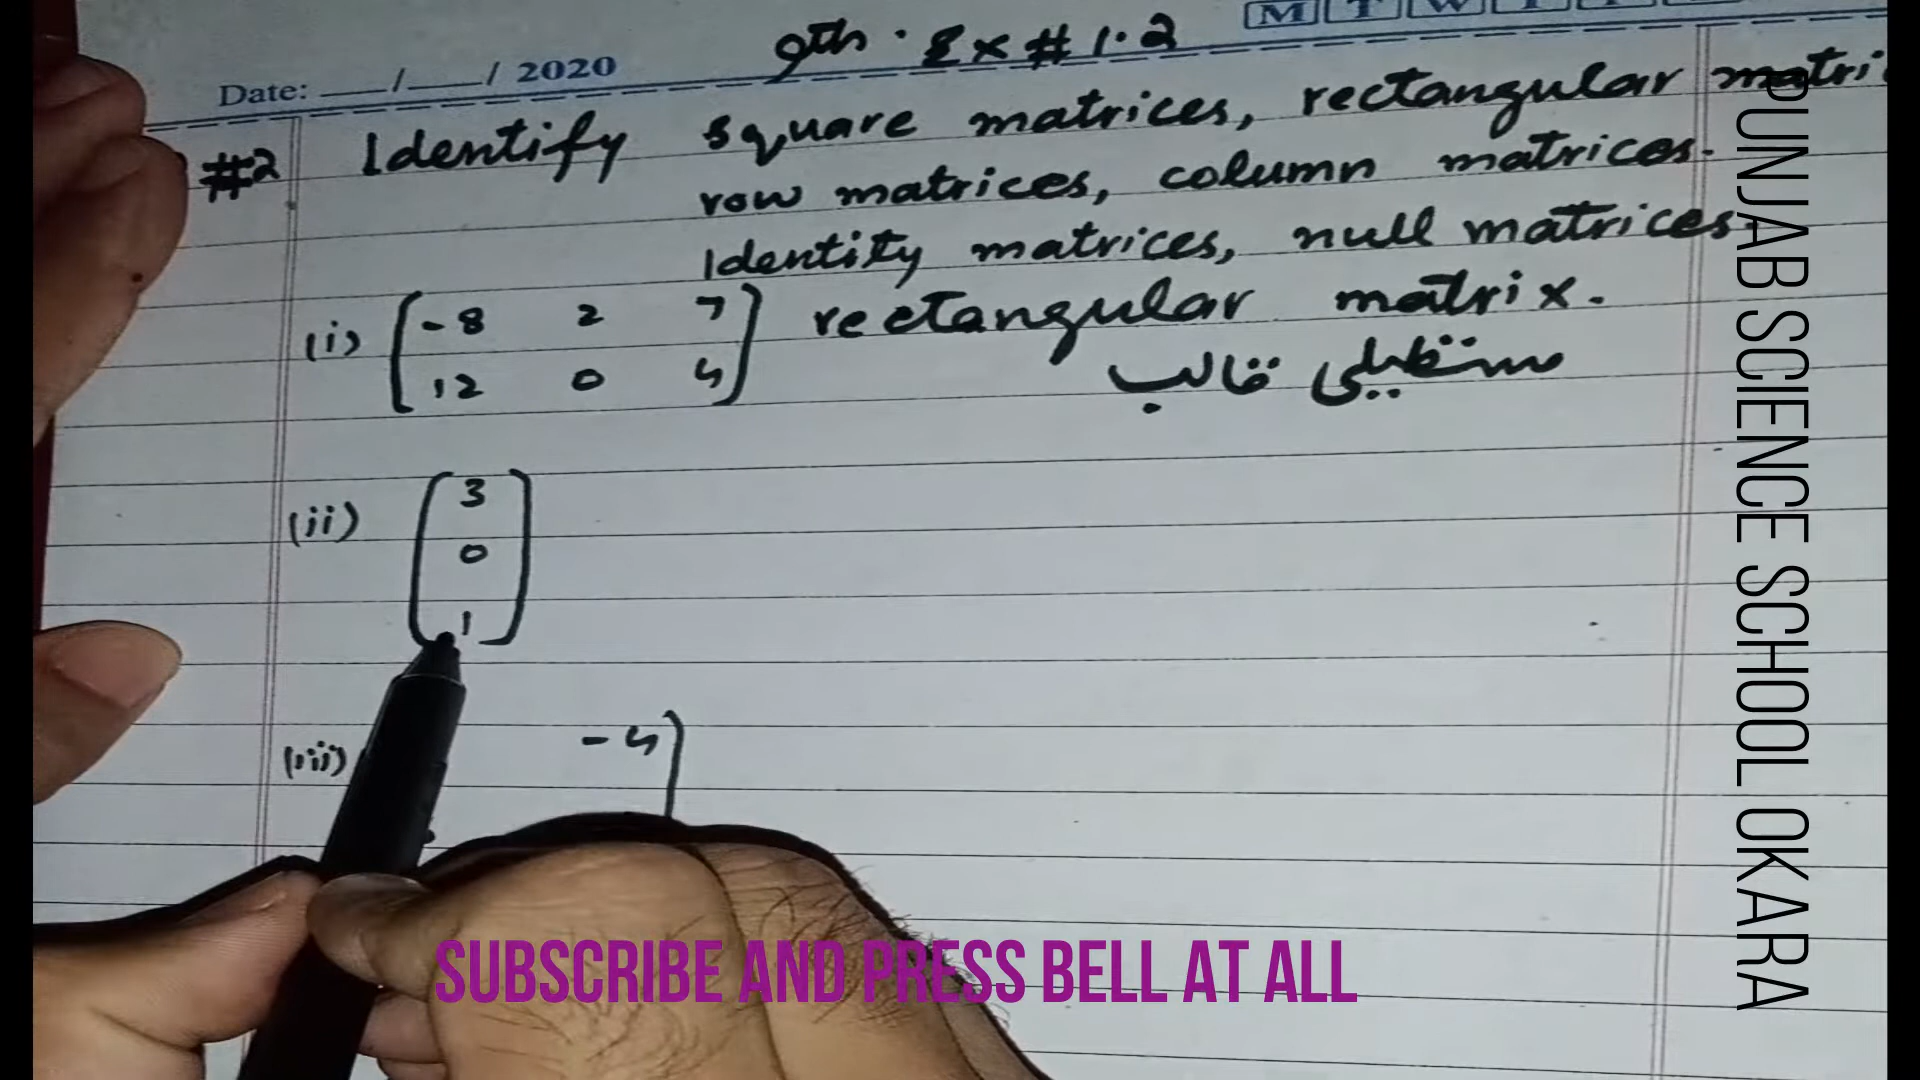 M T W
Date: ___/___/ 2020
9th. Ex # 1.2
#2 Identify square matrices, rectangular matri
row matrices, column matrices.
Identity matrices, null matrices.
(i) [-8 2 7] rectangular matrix.
[12 0 4]
مستطیلی قالب
(ii) [3
0
1]
(iii) -4]
PUNJAB SCIENCE SCHOOL OKARA
SUBSCRIBE AND PRESS BELL AT ALL